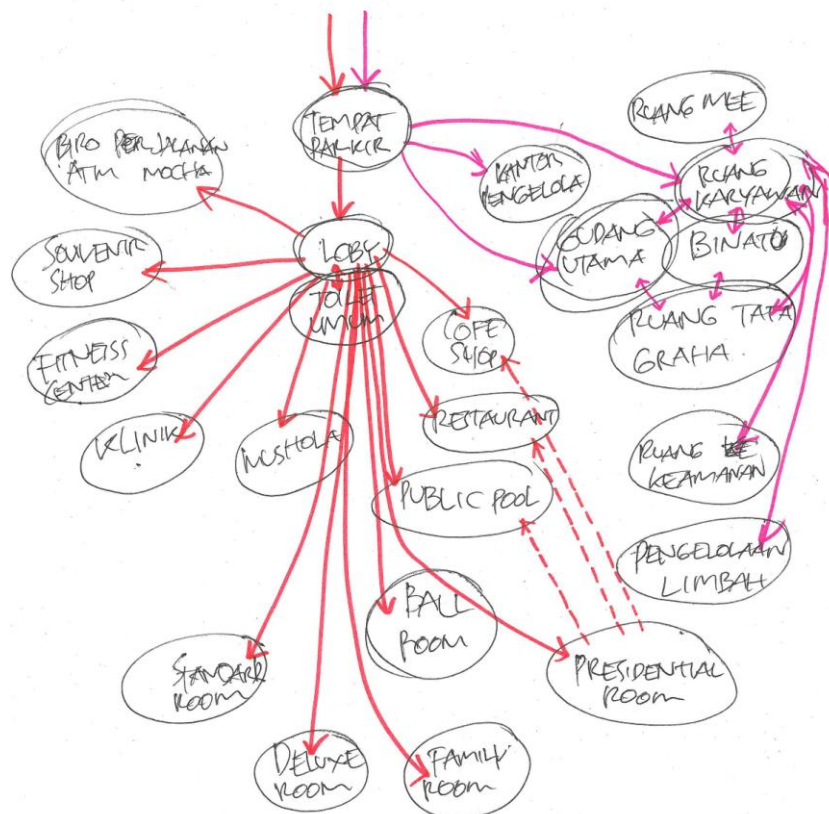 TEMPAT
PARKIR
BIRO PERJALANAN
ATM MOCHA
KANTOR
PENGELOLA
RUANG MEE
RUANG
KARYAWAN
SOUVENIR
SHOP
LOBY
TOILET
UMUM
GUDANG
UTAMA
BINATU
COFE
SHOP
RUANG TATA
GRAHA
FITNEISS
CENTER
KLINIK
MUSHOLA
RESTAURANT
RUANG
KEAMANAN
PUBLIC POOL
PENGELOLAAN
LIMBAH
BALL
ROOM
STANDARR
ROOM
PRESIDENTIAL
ROOM
DELUXE
ROOM
FAMILY
ROOM